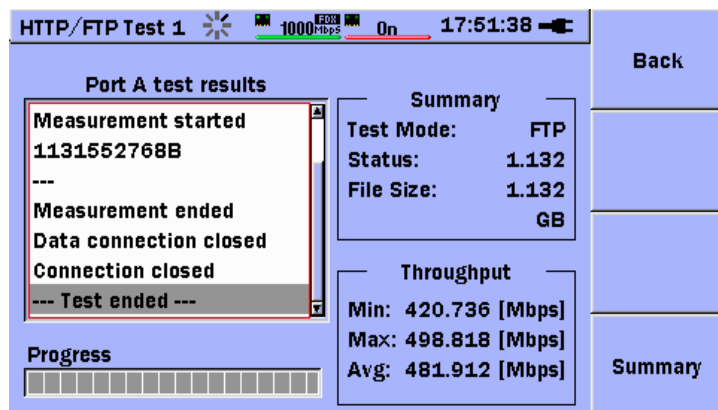 HTTP/FTP Test 1
1000 FDX Mbps
On
17:51:38
Back
Port A test results
Measurement started
1131552768B
---
Measurement ended
Data connection closed
Connection closed
--- Test ended ---
Progress
Summary
Test Mode: FTP
Status: 1.132
File Size: 1.132
GB
Throughput
Min: 420.736 [Mbps]
Max: 498.818 [Mbps]
Avg: 481.912 [Mbps]
Summary